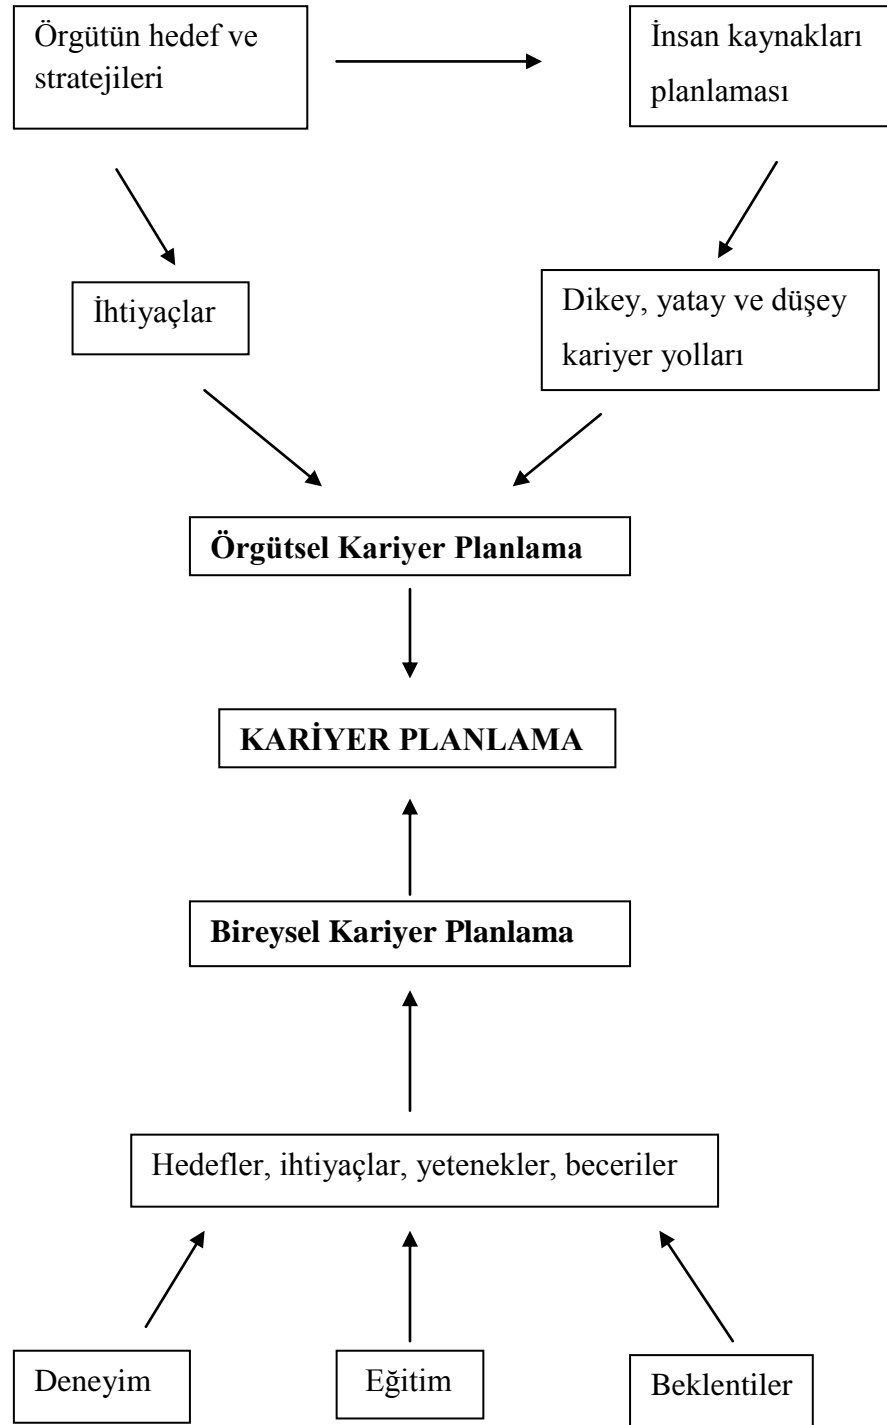 Örgütün hedef ve
stratejileri
İnsan kaynakları
planlaması
İhtiyaçlar
Dikey, yatay ve düşey
kariyer yolları
Örgütsel Kariyer Planlama
KARİYER PLANLAMA
Bireysel Kariyer Planlama
Hedefler, ihtiyaçlar, yetenekler, beceriler
Deneyim
Eğitim
Beklentiler